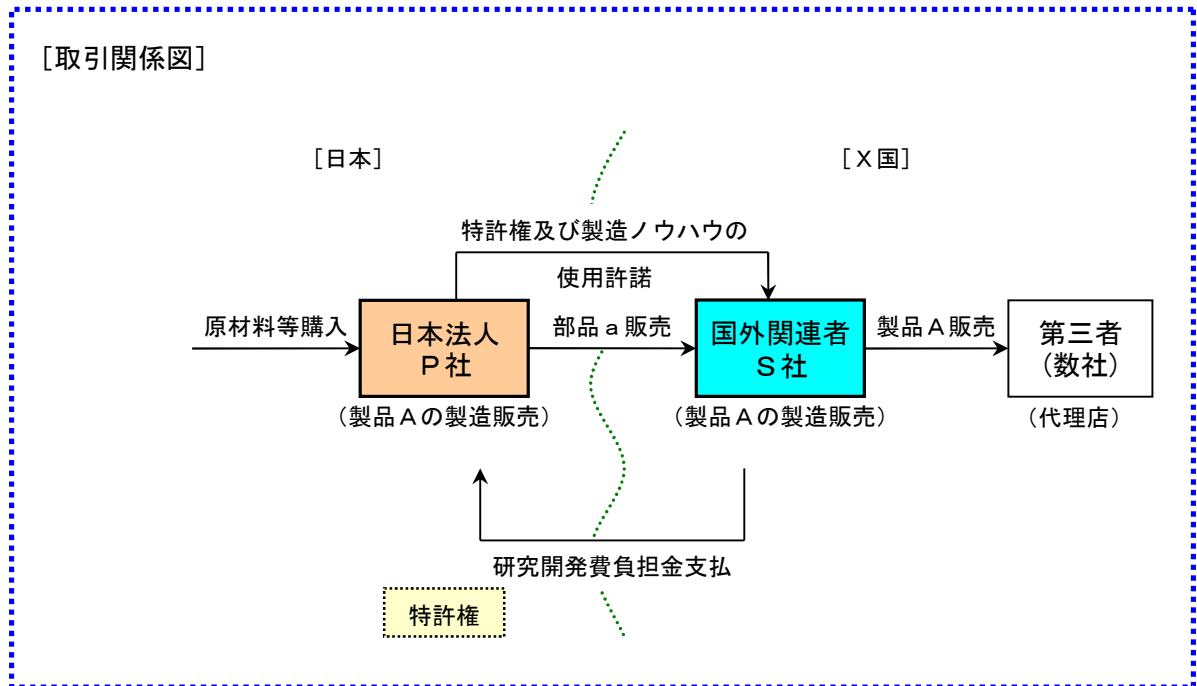 ［取引関係図］
［日本］
［Ｘ国］
特許権及び製造ノウハウの
使用許諾
原材料等購入
日本法人
Ｐ社
部品ａ販売
国外関連者
Ｓ社
製品Ａ販売
第三者
（数社）
（製品Ａの製造販売）
（製品Ａの製造販売）
（代理店）
研究開発費負担金支払
特許権